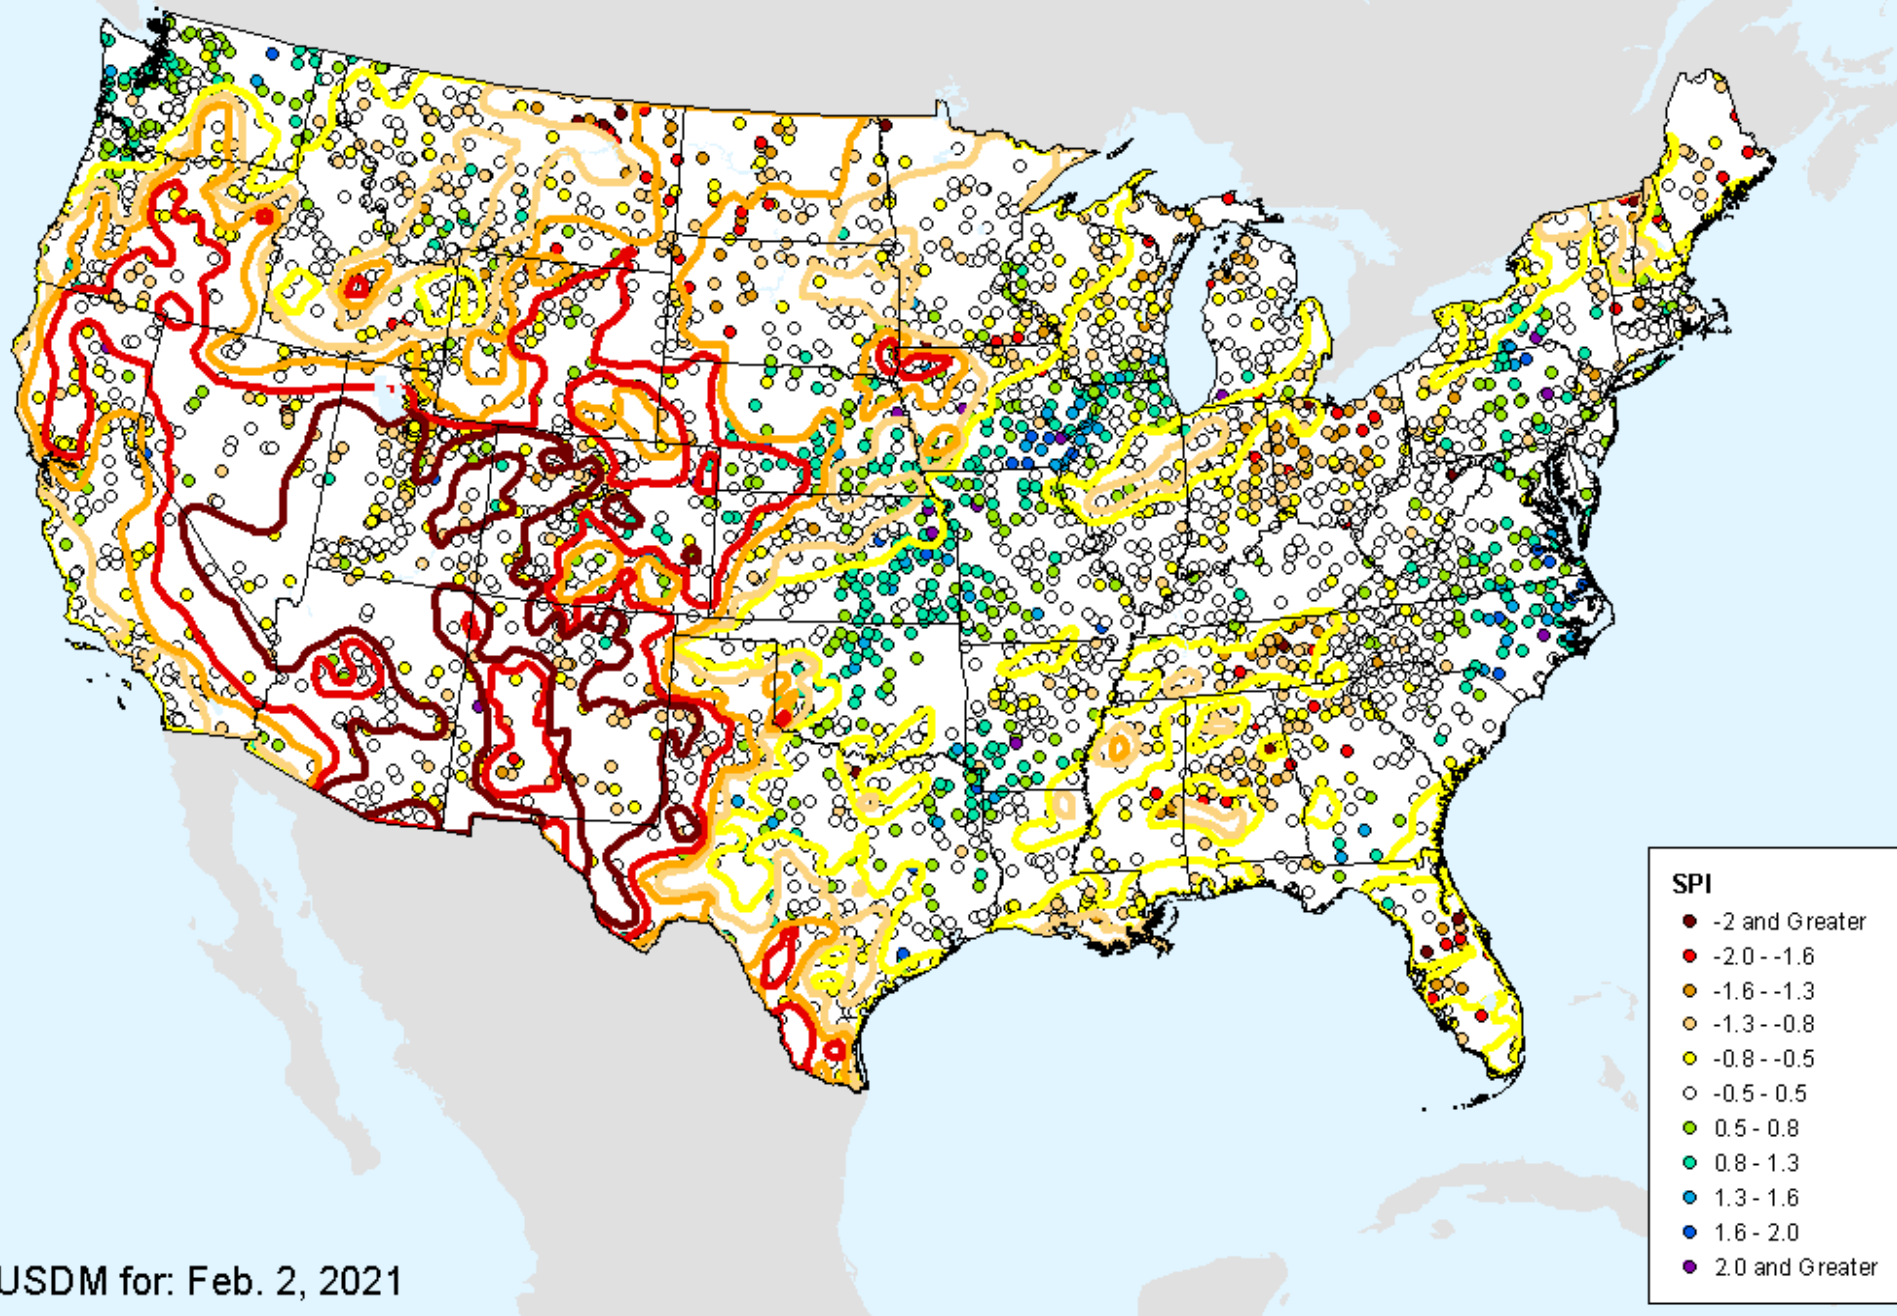 SPI
-2 and Greater
-2.0 - -1.6
-1.6 - -1.3
-1.3 - -0.8
-0.8 - -0.5
-0.5 - 0.5
0.5 - 0.8
0.8 - 1.3
1.3 - 1.6
1.6 - 2.0
2.0 and Greater
USDM for: Feb. 2, 2021